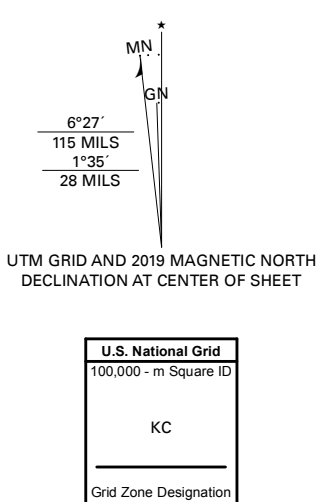 ★
MN
GN
6°27´
115 MILS
1°35´
28 MILS
UTM GRID AND 2019 MAGNETIC NORTH
DECLINATION AT CENTER OF SHEET
U.S. National Grid
100,000 - m Square ID
KC
Grid Zone Designation